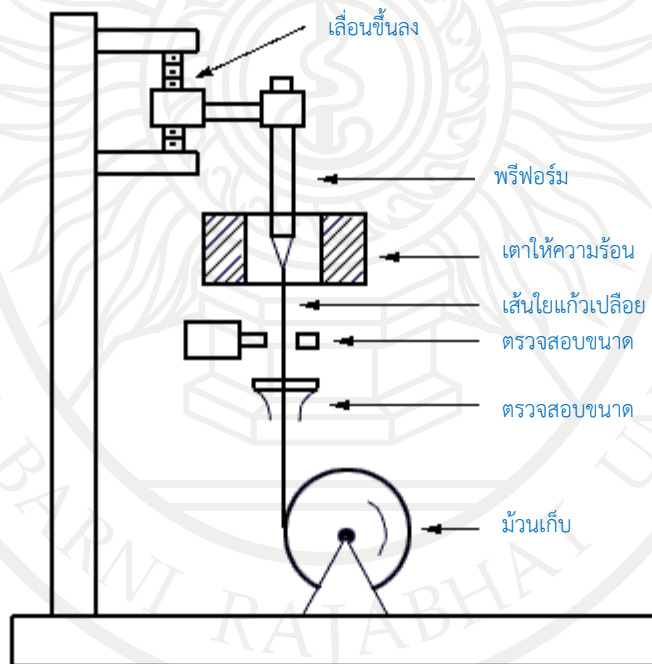 เลื่อนขึ้นลง
พรีฟอร์ม
เตาให้ความร้อน
เส้นใยแก้วเปลือย
ตรวจสอบขนาด
ตรวจสอบขนาด
ม้วนเก็บ
BARNI RAJABHAT UN